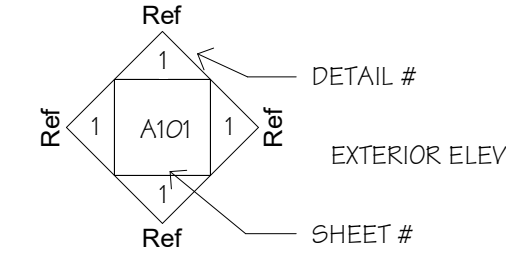 Ref
1
DETAIL #
Ref
1
A101
1
Ref
EXTERIOR ELEV
1
SHEET #
Ref